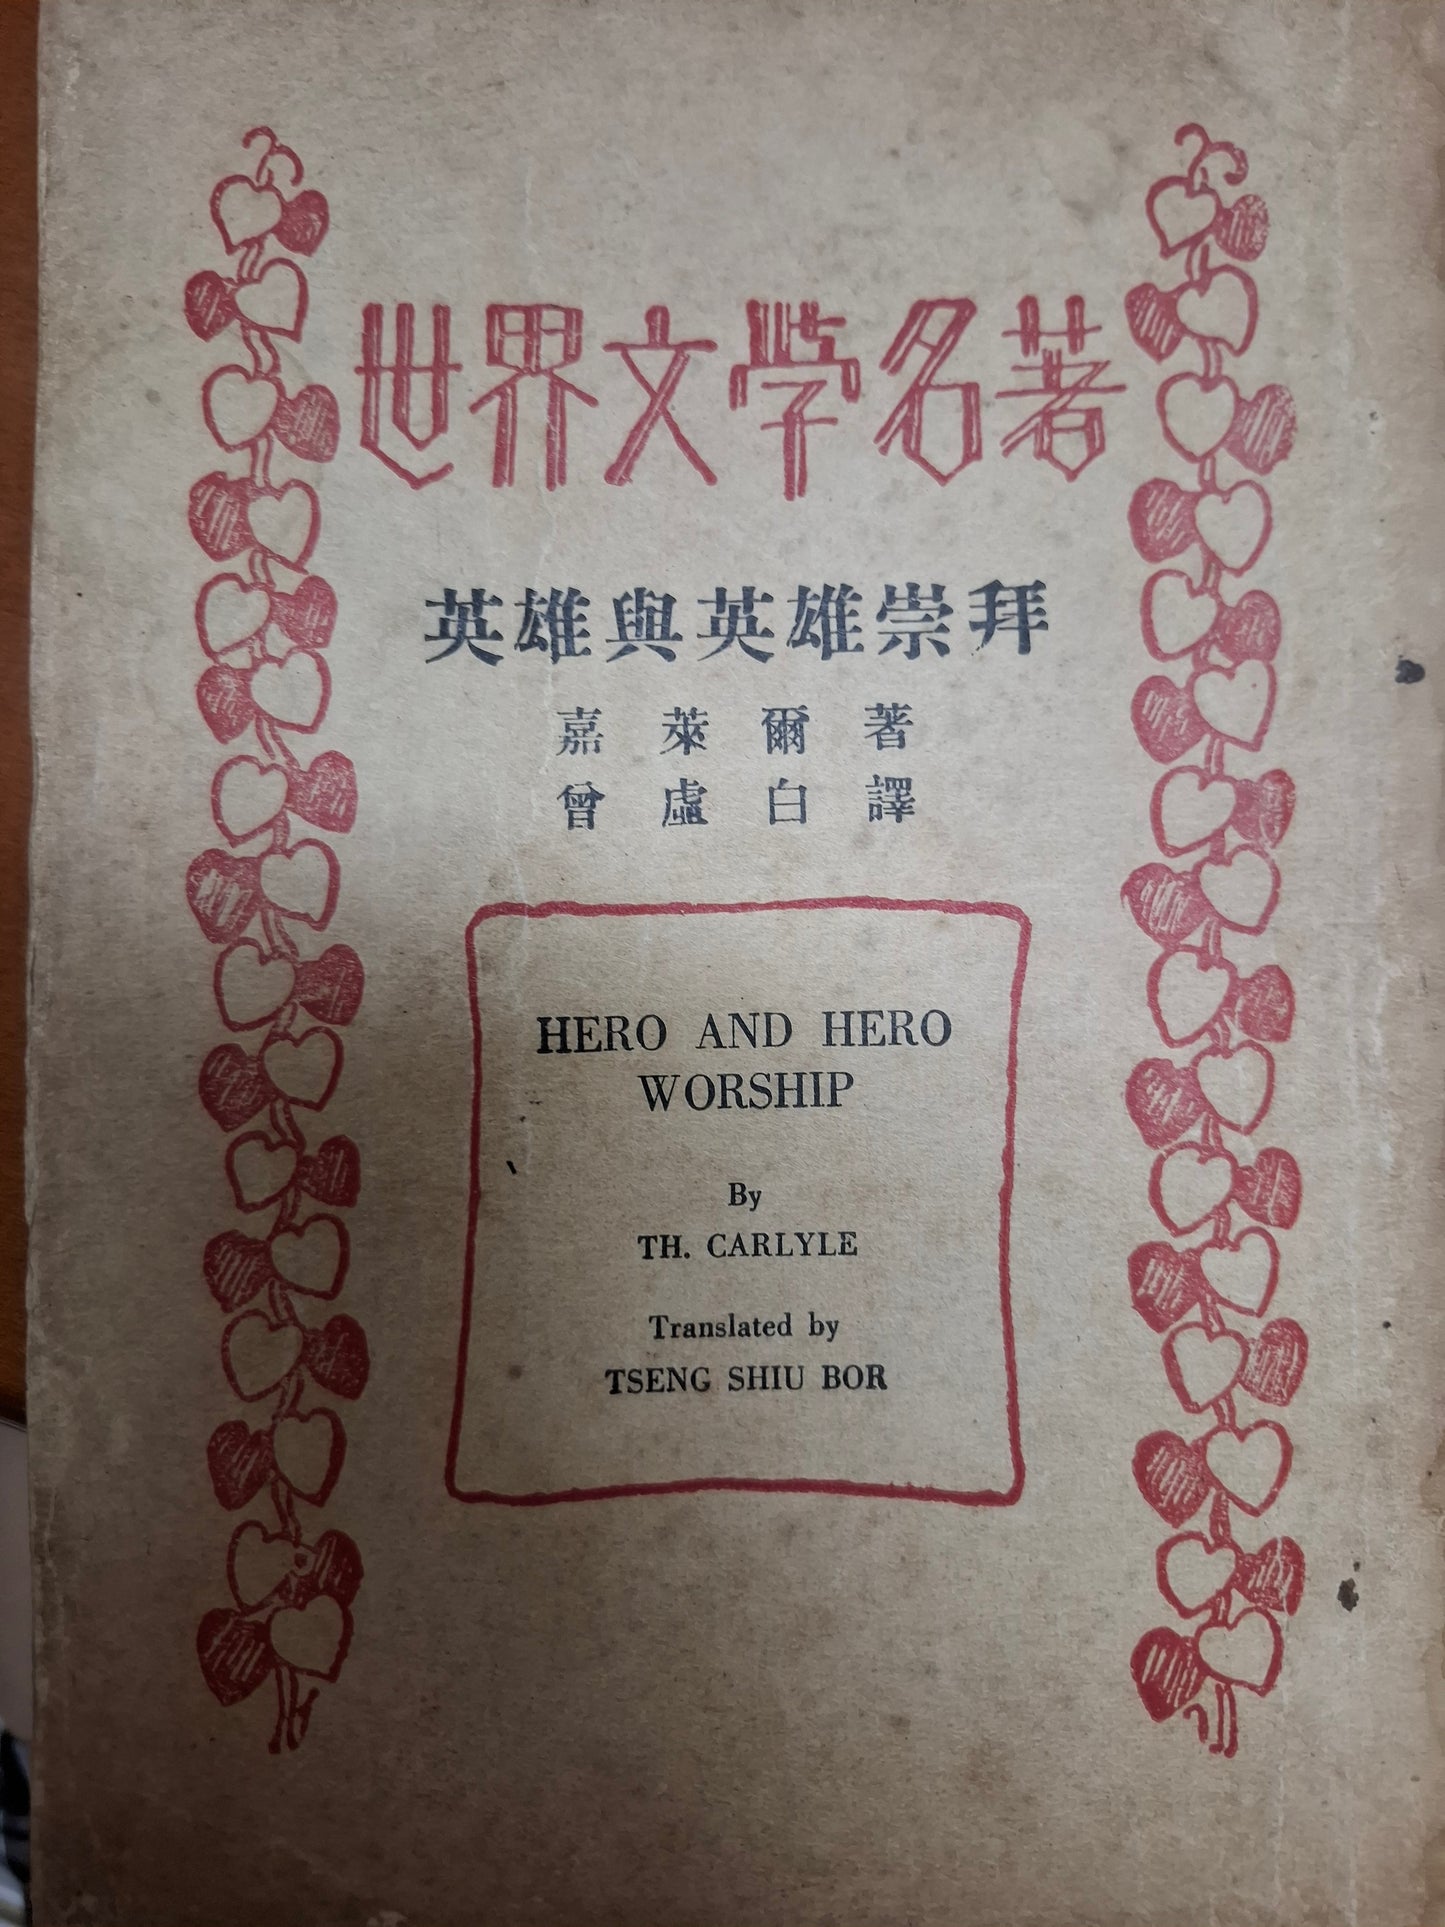 世界文學名著
英雄與英雄崇拜
嘉萊爾著
曾虛白譯
HERO AND HERO
WORSHIP
By
TH. CARLYLE
Translated by
TSENG SHIU BOR